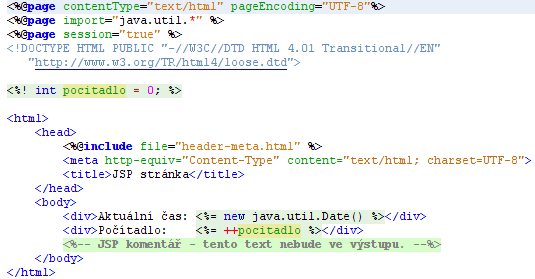 <%@page contentType="text/html" pageEncoding="UTF-8"%>
<%@page import="java.util.*" %>
<%@page session="true" %>
<!DOCTYPE HTML PUBLIC "-//W3C//DTD HTML 4.01 Transitional//EN"
"http://www.w3.org/TR/html4/loose.dtd">
<%! int pocitadlo = 0; %>
<html>
<head>
<%@include file="header-meta.html" %>
<meta http-equiv="Content-Type" content="text/html; charset=UTF-8">
<title>JSP stránka</title>
</head>
<body>
<div>Aktuální čas: <%= new java.util.Date() %></div>
<div>Počítadlo: <%= ++pocitadlo %></div>
<%-- JSP komentář - tento text nebude ve výstupu. --%>
</body>
</html>